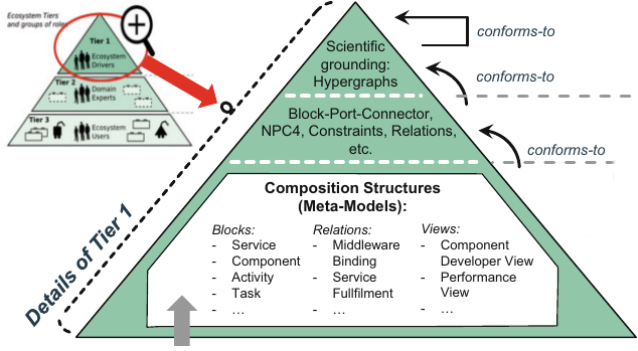 Ecosystem Tiers
and groups of roles
Tier 1
Ecosystem
Drivers
Tier 2
Domain
Experts
Tier 3
Ecosystem
Users
Details of Tier 1
Scientific
grounding:
Hypergraphs
Block-Port-Connector,
NPC4, Constraints, Relations,
etc.
conforms-to
conforms-to
conforms-to
Composition Structures
(Meta-Models):
Blocks:
- Service
- Component
- Activity
- Task
- ...
Relations:
- Middleware
Binding
- Service
Fullfilment
- ...
Views:
- Component
Developer View
- Performance
View
- ...